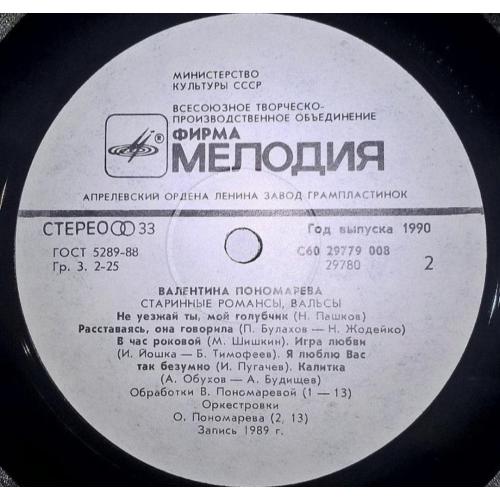 МИНИСТЕРСТВО
КУЛЬТУРЫ СССР
ВСЕСОЮЗНОЕ ТВОРЧЕСКО-
ПРОИЗВОДСТВЕННОЕ ОБЪЕДИНЕНИЕ
® ФИРМА
МЕЛОДИЯ
АПРЕЛЕВСКИЙ ОРДЕНА ЛЕНИНА ЗАВОД ГРАМПЛАСТИНОК
СТЕРЕО 33
Год выпуска 1990
ГОСТ 5289-88
С60 29779 008
Гр. 3. 2-25
29780
2
ВАЛЕНТИНА ПОНОМАРЕВА
СТАРИННЫЕ РОМАНСЫ, ВАЛЬСЫ
Не уезжай ты, мой голубчик (Н. Пашков)
Расставаясь, она говорила (П. Булахов — Н. Жодейко)
В час роковой (М. Шишкин). Игра любви
(И. Йошка — Б. Тимофеев). Я люблю Вас
так безумно (И. Пугачев). Калитка
(А. Обухов — А. Будищев)
Обработки В. Пономаревой (1 — 13)
Оркестровки
О. Пономарева (2, 13)
Запись 1989 г.